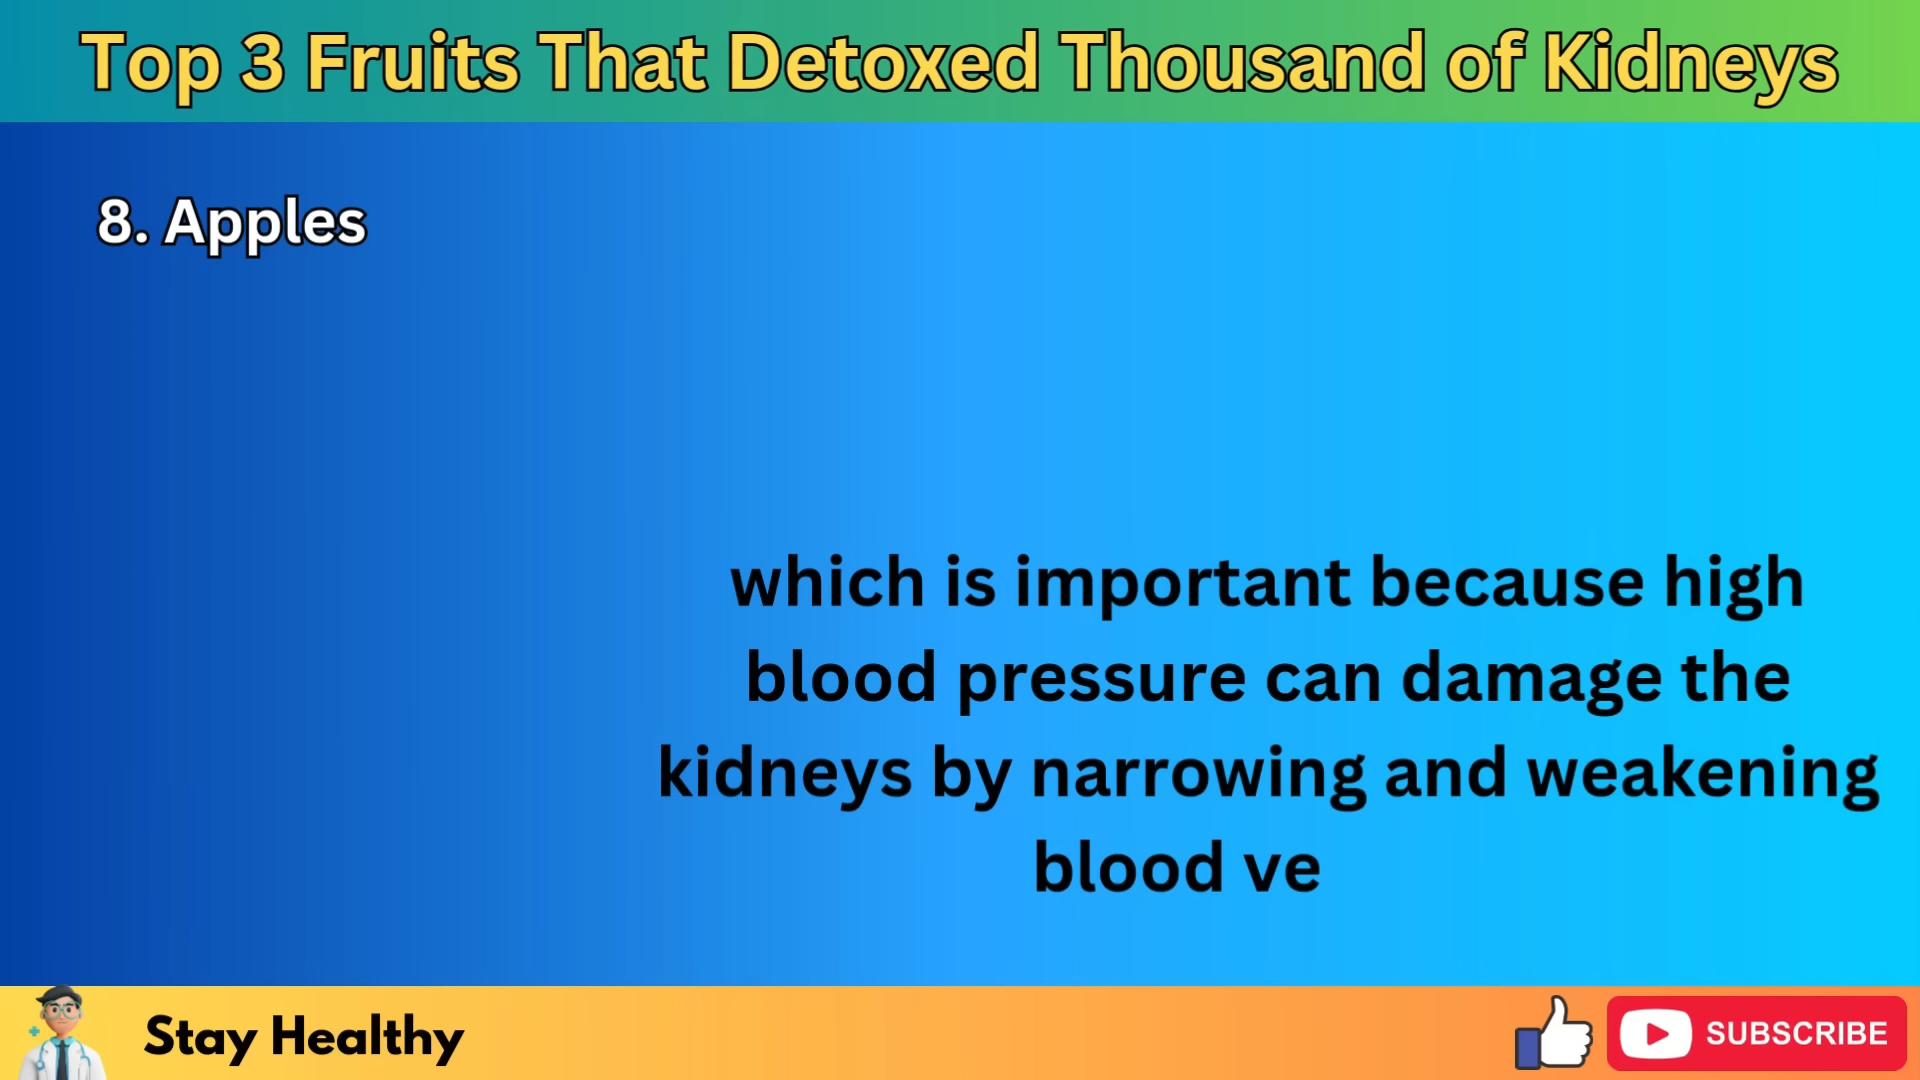 Top 3 Fruits That Detoxed Thousand of Kidneys
8. Apples
which is important because high
blood pressure can damage the
kidneys by narrowing and weakening
blood ve
Stay Healthy
SUBSCRIBE